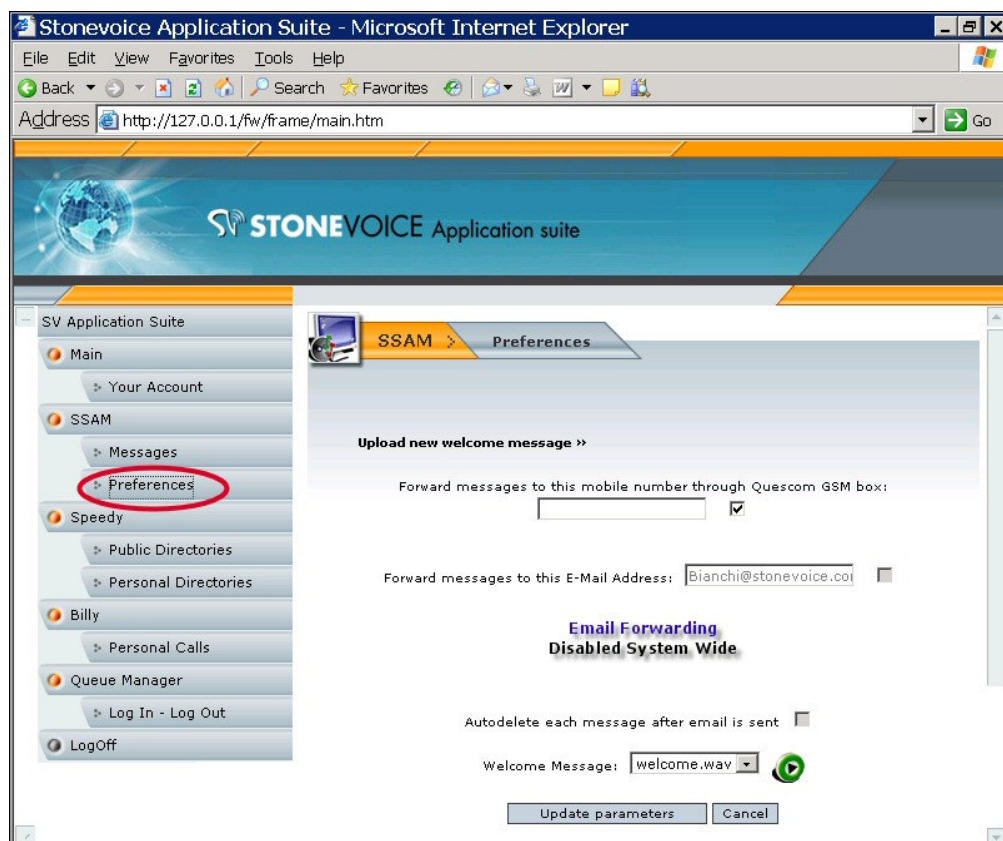 Stonevoice Application Suite - Microsoft Internet Explorer
File Edit View Favorites Tools Help
Back Search Favorites
Address http://127.0.0.1/fw/frame/main.htm Go
SV STONEVOICE Application suite
SV Application Suite
Main
Your Account
SSAM
Messages
Preferences
Speedy
Public Directories
Personal Directories
Billy
Personal Calls
Queue Manager
Log In - Log Out
LogOff
SSAM > Preferences
Upload new welcome message »
Forward messages to this mobile number through Quescom GSM box:
Forward messages to this E-Mail Address: Bianchi@stonevoice.co
Email Forwarding
Disabled System Wide
Autodelete each message after email is sent
Welcome Message: welcome.wav
Update parameters Cancel